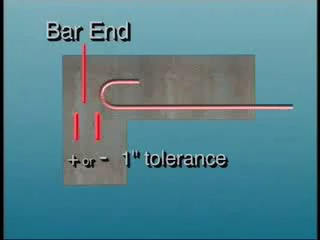 Bar End
+ or - 1" tolerance